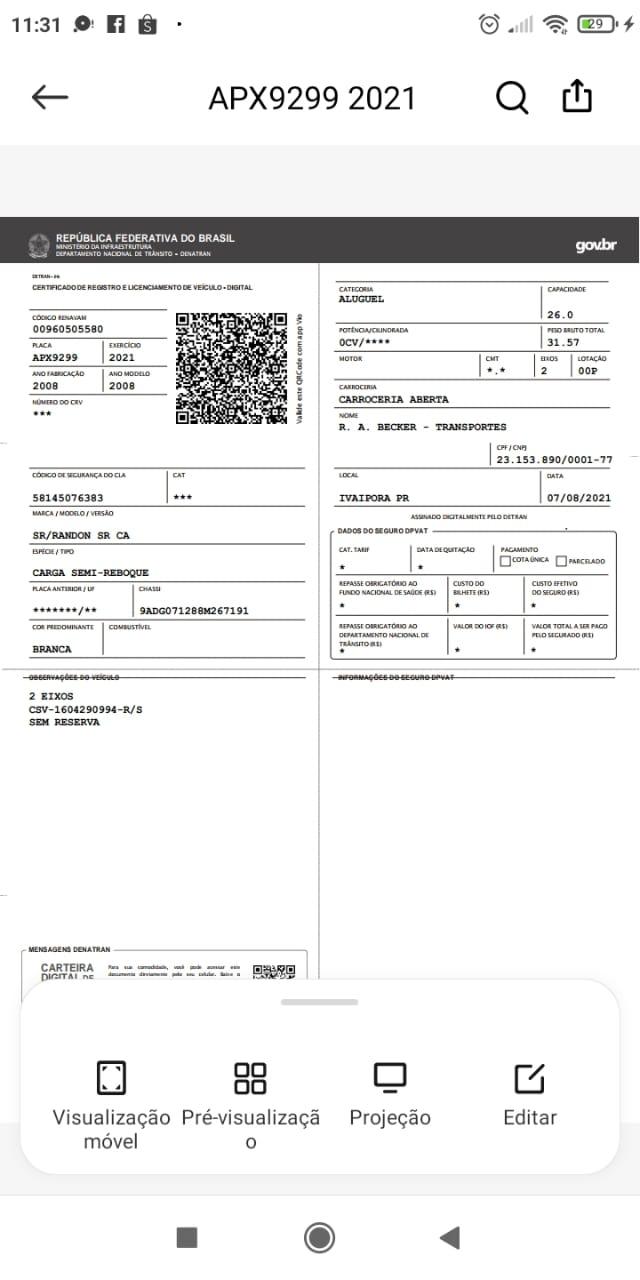 11:31
29
APX9299 2021
REPÚBLICA FEDERATIVA DO BRASIL
MINISTÉRIO DA INFRAESTRUTURA
DEPARTAMENTO NACIONAL DE TRÂNSITO - DENATRAN
gov.br
DETRAN- PR
CERTIFICADO DE REGISTRO E LICENCIAMENTO DE VEÍCULO - DIGITAL
CÓDIGO RENAVAM
00960505580
PLACA EXERCÍCIO
APX9299 2021
ANO FABRICAÇÃO ANO MODELO
2008 2008
NÚMERO DO CRV
***
Valide este QRCode com app Vio
CÓDIGO DE SEGURANÇA DO CLA CAT
58145076383 ***
MARCA / MODELO / VERSÃO
SR/RANDON SR CA
ESPÉCIE / TIPO
CARGA SEMI-REBOQUE
PLACA ANTERIOR / UF CHASSI
*******/** 9ADG071288M267191
COR PREDOMINANTE COMBUSTÍVEL
BRANCA
OBSERVAÇÕES DO VEÍCULO
2 EIXOS
CSV-1604290994-R/S
SEM RESERVA
MENSAGENS DENATRAN
CARTEIRA
DIGITAL DE
Para sua comodidade, você pode acessar este
documento diretamente pelo seu celular. Baixe o
CATEGORIA CAPACIDADE
ALUGUEL
26.0
POTÊNCIA/CILINDRADA PESO BRUTO TOTAL
0CV/**** 31.57
MOTOR CMT EIXOS LOTAÇÃO
*.* 2 00P
CARROCERIA
CARROCERIA ABERTA
NOME
R. A. BECKER - TRANSPORTES
CPF / CNPJ
23.153.890/0001-77
LOCAL DATA
IVAIPORA PR 07/08/2021
ASSINADO DIGITALMENTE PELO DETRAN
DADOS DO SEGURO DPVAT
CAT. TARIF DATA DE QUITAÇÃO PAGAMENTO
* * COTA ÚNICA PARCELADO
REPASSE OBRIGATÓRIO AO CUSTO DO CUSTO EFETIVO
FUNDO NACIONAL DE SAÚDE (R$) BILHETE (R$) DO SEGURO (R$)
* * *
REPASSE OBRIGATÓRIO AO VALOR DO IOF (R$) VALOR TOTAL A SER PAGO
DEPARTAMENTO NACIONAL DE PELO SEGURADO (R$)
TRÂNSITO (R$)
* * *
INFORMAÇÕES DO SEGURO DPVAT
Visualização
móvel
Pré-visualizaçã
o
Projeção
Editar